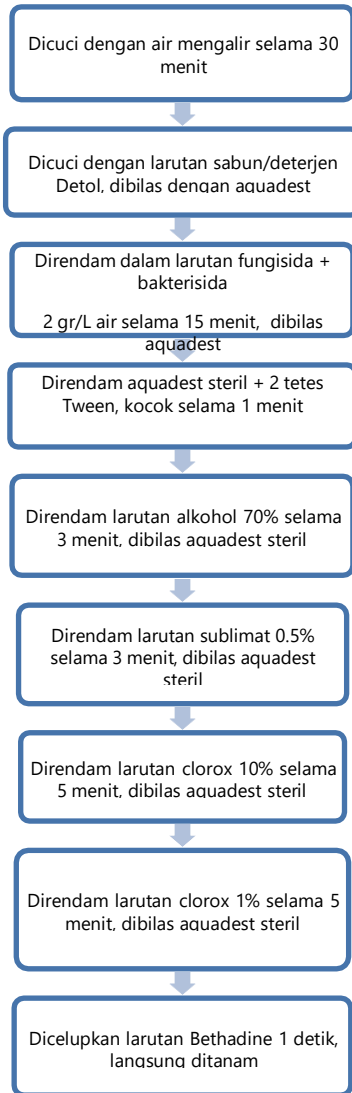 Dicuci dengan air mengalir selama 30
menit
Dicuci dengan larutan sabun/deterjen
Detol, dibilas dengan aquadest
Direndam dalam larutan fungisida +
bakterisida
2 gr/L air selama 15 menit, dibilas
aquadest
Direndam aquadest steril + 2 tetes
Tween, kocok selama 1 menit
Direndam larutan alkohol 70% selama
3 menit, dibilas aquadest steril
Direndam larutan sublimat 0.5%
selama 3 menit, dibilas aquadest
steril
Direndam larutan clorox 10% selama
5 menit, dibilas aquadest steril
Direndam larutan clorox 1% selama 5
menit, dibilas aquadest steril
Dicelupkan larutan Bethadine 1 detik,
langsung ditanam